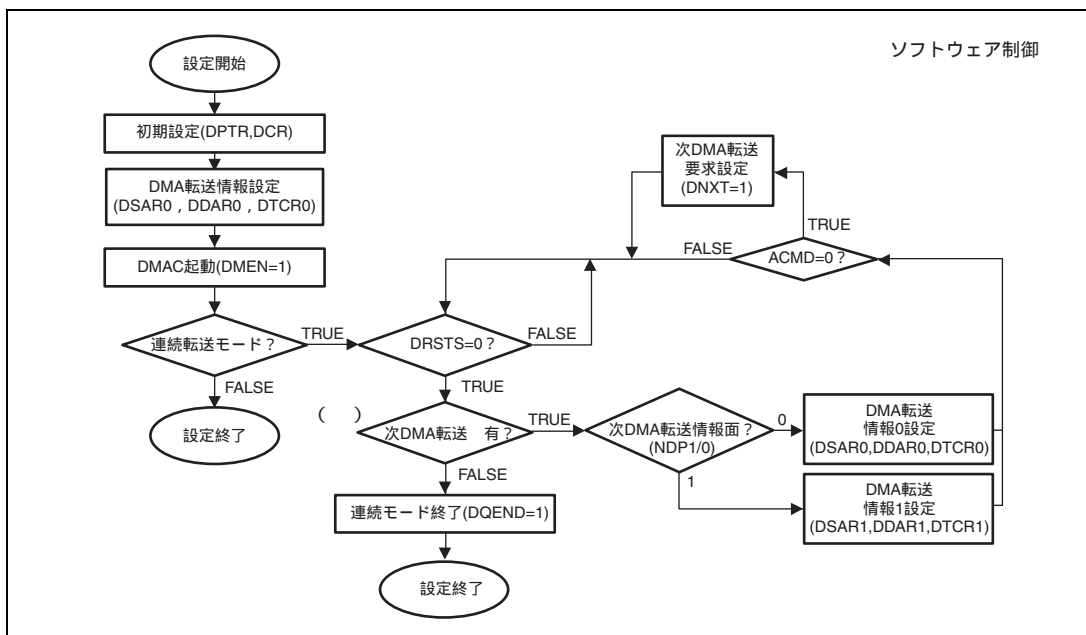 ソフトウェア制御
設定開始
初期設定(DPTR,DCR)
DMA転送情報設定
(DSAR0 , DDAR0 , DTCR0)
DMAC起動(DMEN=1)
連続転送モード？
TRUE
FALSE
設定終了
DRSTS=0？
FALSE
TRUE
(　)
次DMA転送　有？
TRUE
FALSE
連続モード終了(DQEND=1)
設定終了
次DMA転送情報面？
(NDP1/0)
0
1
DMA転送
情報0設定
(DSAR0,DDAR0,DTCR0)
DMA転送
情報1設定
(DSAR1,DDAR1,DTCR1)
ACMD=0？
TRUE
FALSE
次DMA転送
要求設定
(DNXT=1)